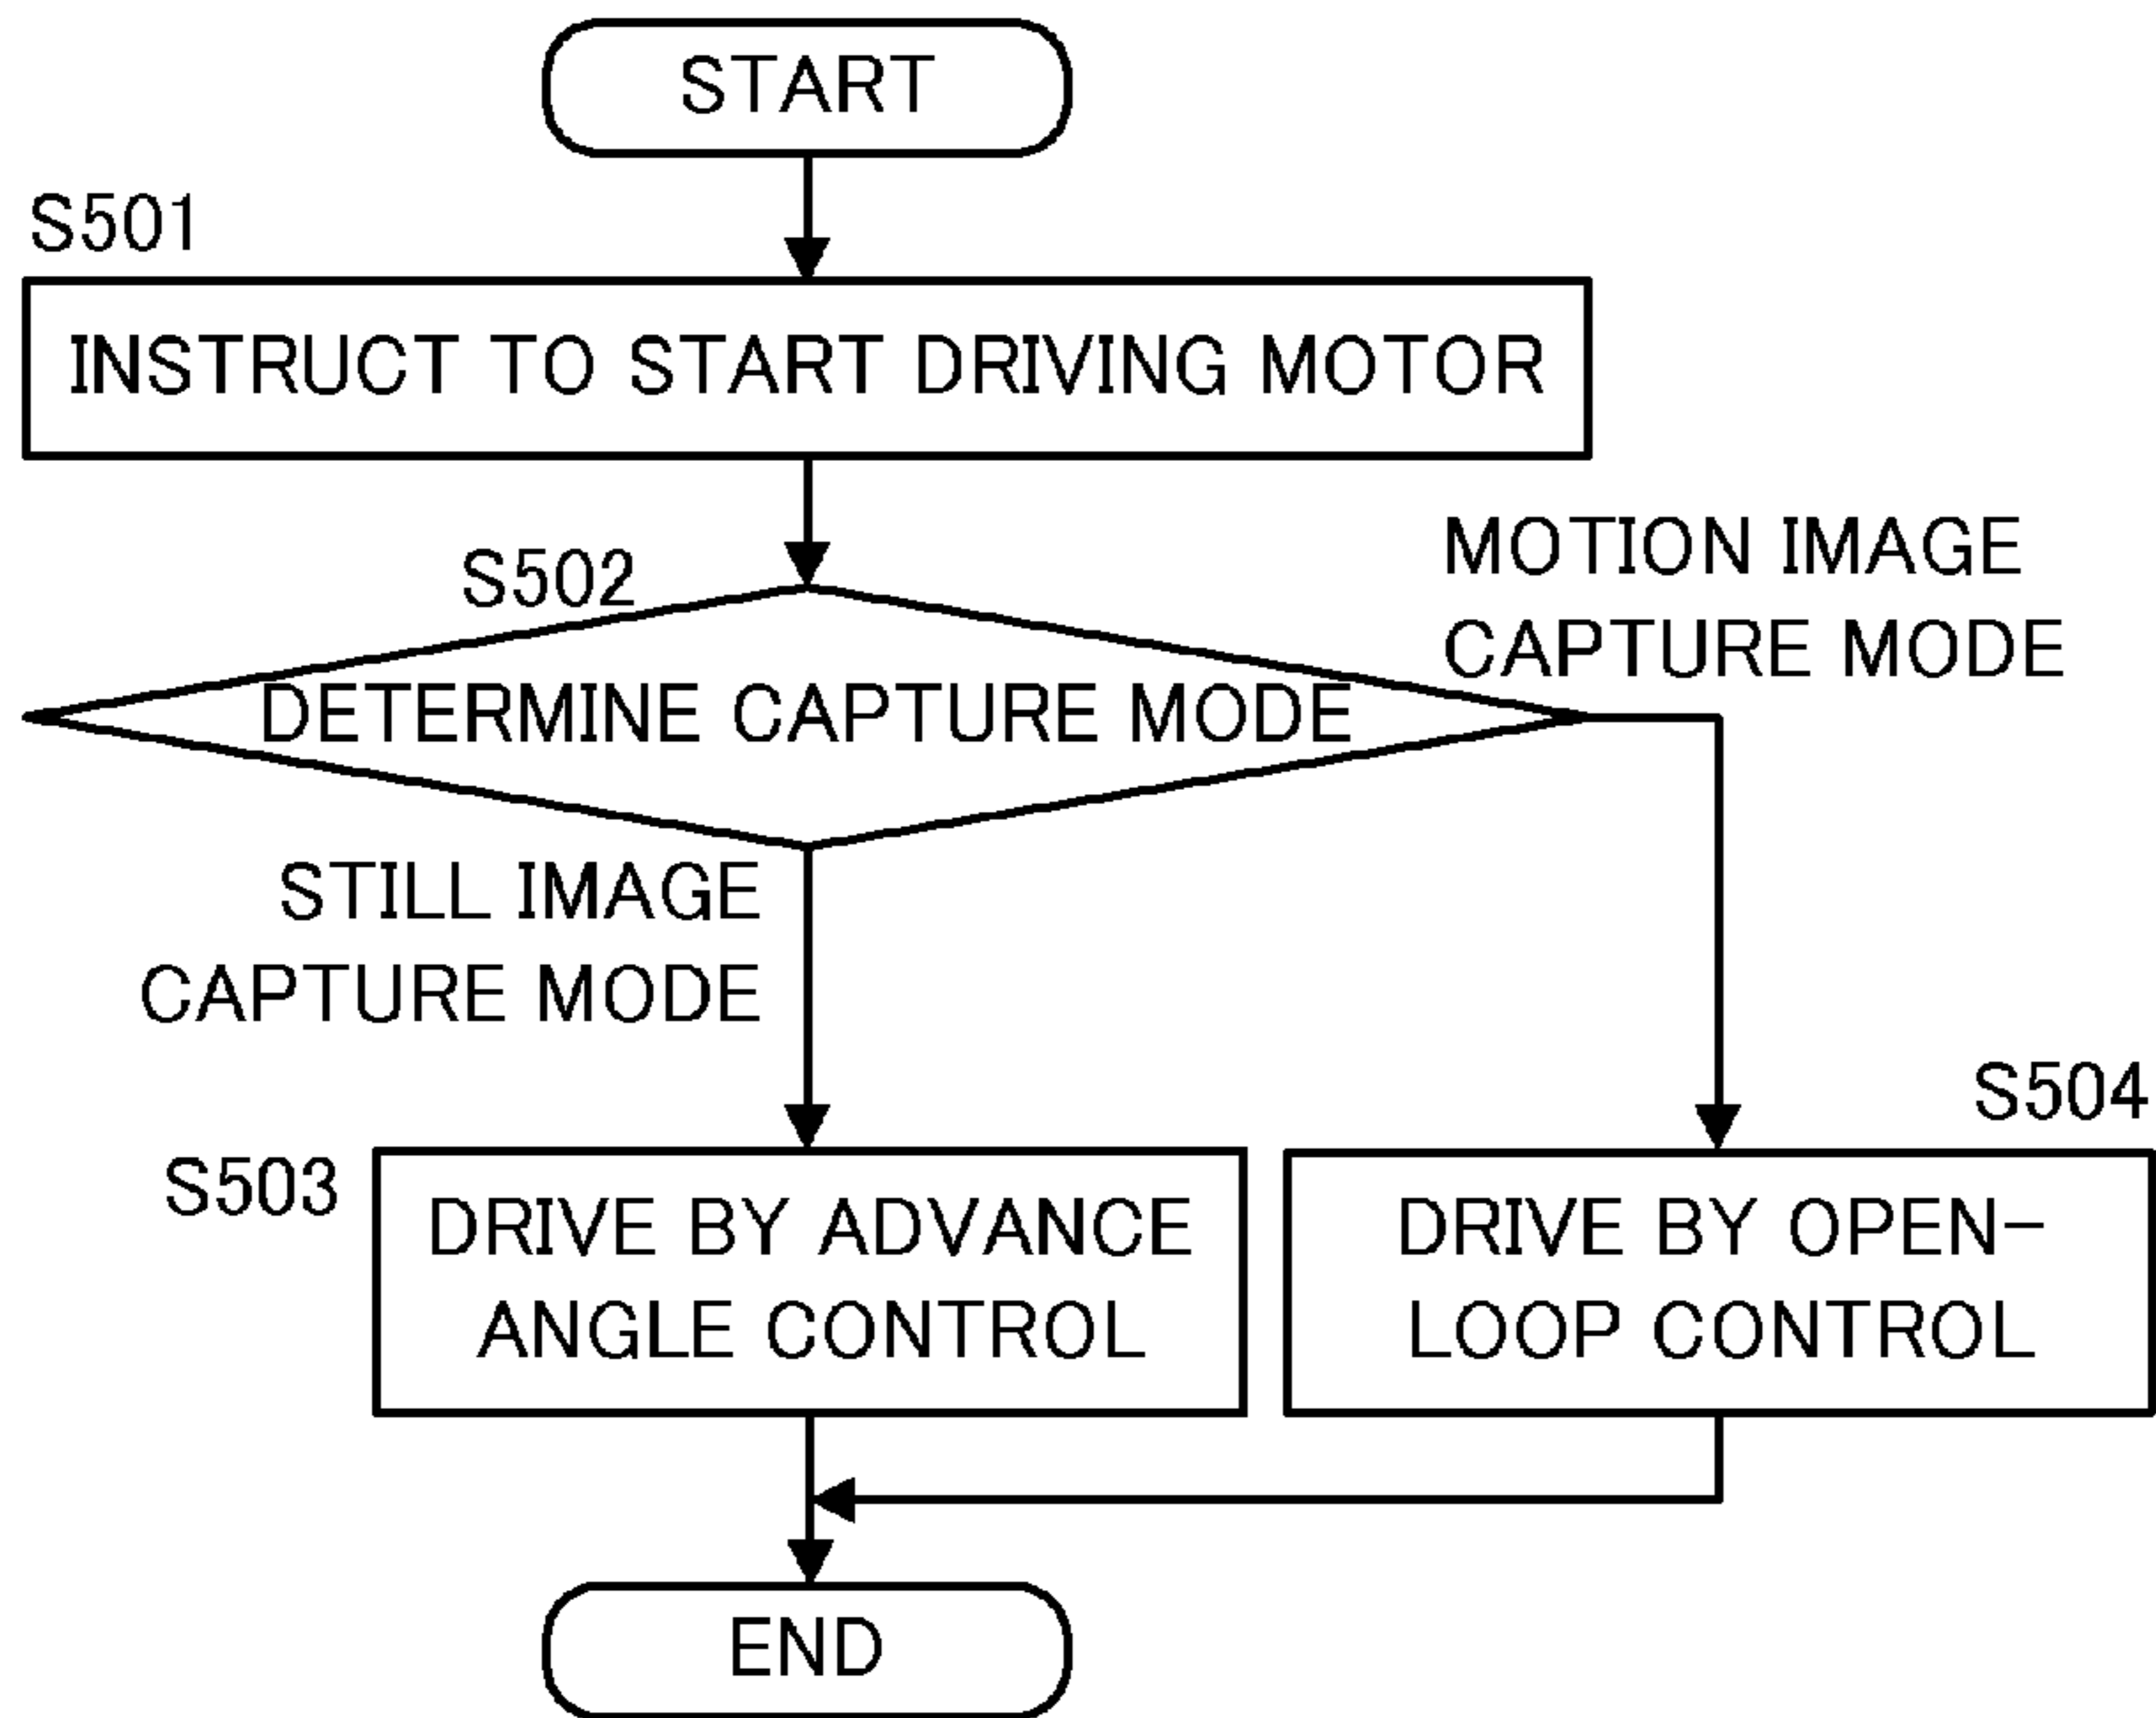 START
S501
INSTRUCT TO START DRIVING MOTOR
S502
DETERMINE CAPTURE MODE
MOTION IMAGE
CAPTURE MODE
STILL IMAGE
CAPTURE MODE
S503
DRIVE BY ADVANCE
ANGLE CONTROL
S504
DRIVE BY OPEN-
LOOP CONTROL
END